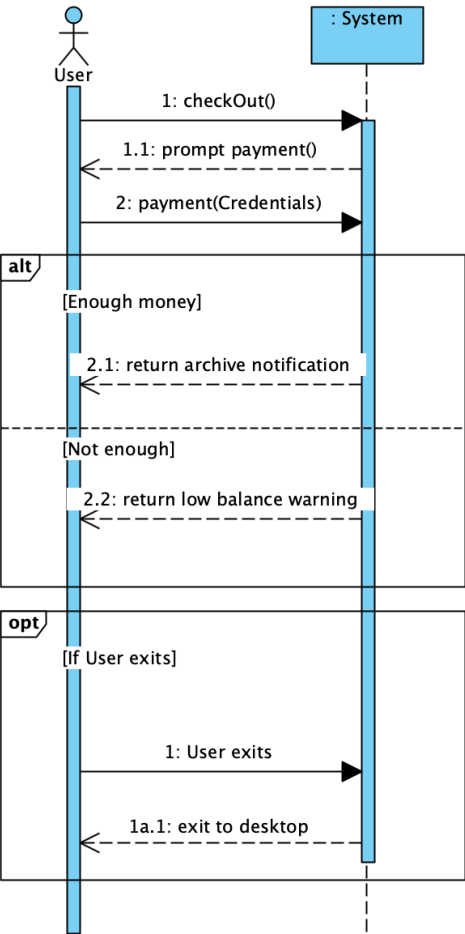 : System
User
1: checkOut()
1.1: prompt payment()
2: payment(Credentials)
alt
[Enough money]
2.1: return archive notification
[Not enough]
2.2: return low balance warning
opt
[If User exits]
1: User exits
1a.1: exit to desktop